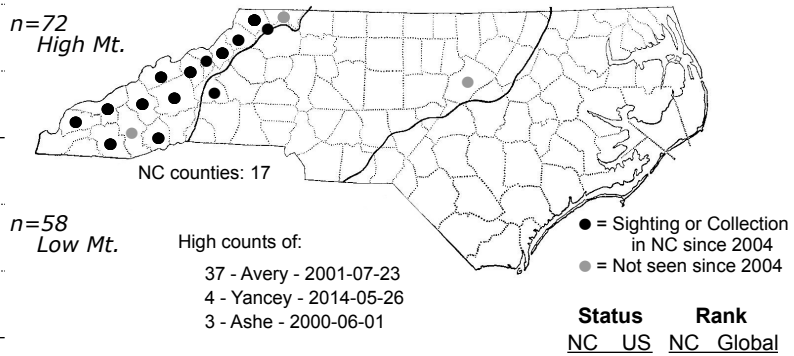 n=72
High Mt.
NC counties: 17
n=58
Low Mt.
High counts of:
37 - Avery - 2001-07-23
4 - Yancey - 2014-05-26
3 - Ashe - 2000-06-01
● = Sighting or Collection
in NC since 2004
● = Not seen since 2004
Status Rank
NC US NC Global